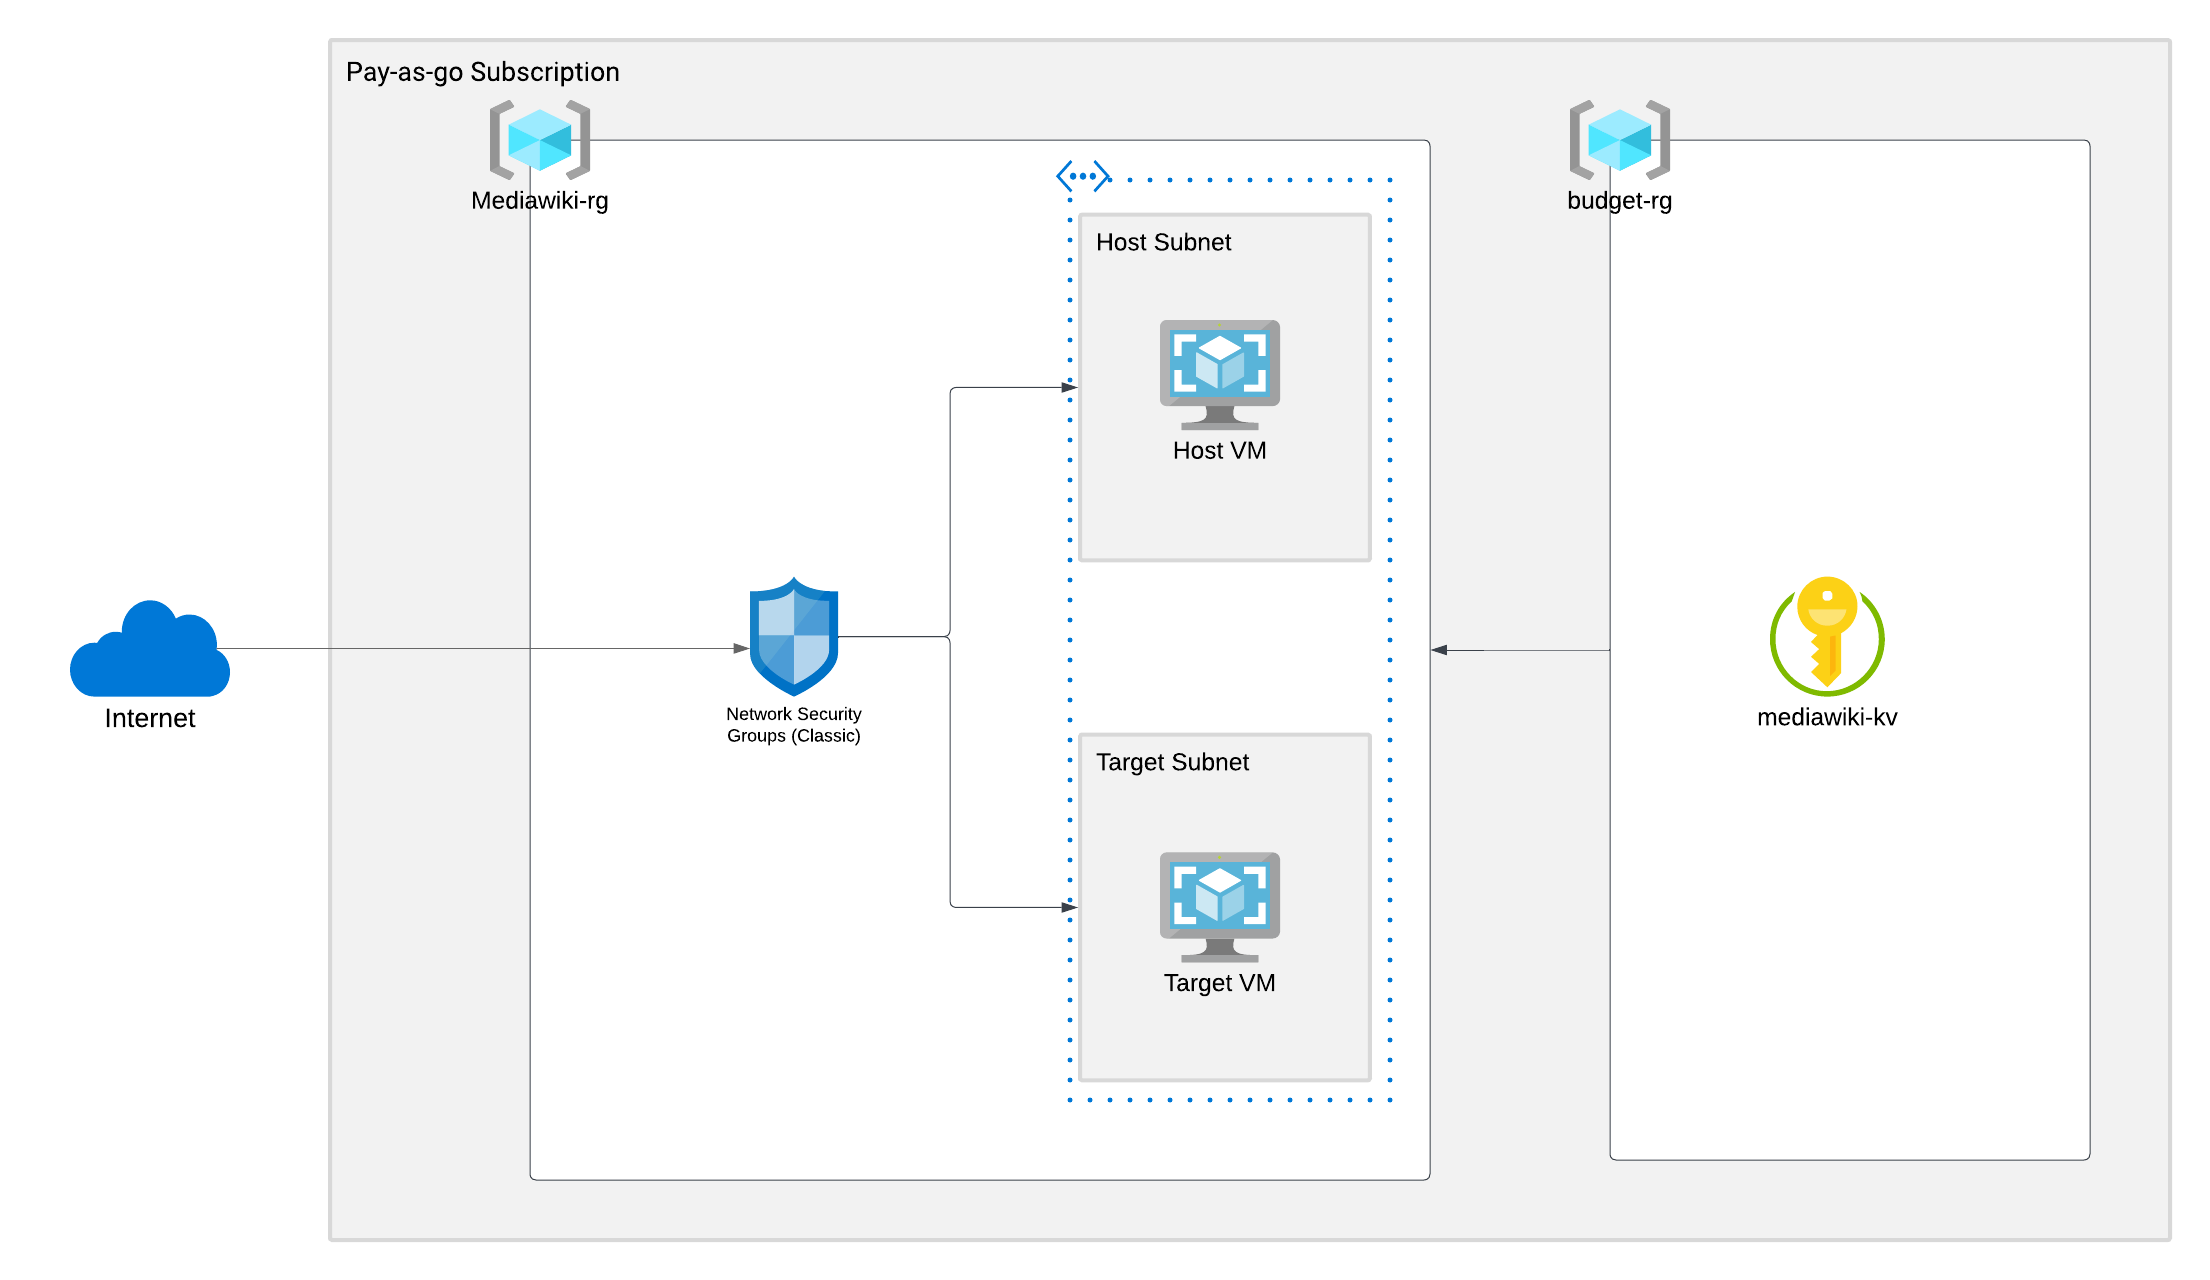 Pay-as-go Subscription
Mediawiki-rg
budget-rg
Host Subnet
Host VM
Internet
Network Security
Groups (Classic)
mediawiki-kv
Target Subnet
Target VM